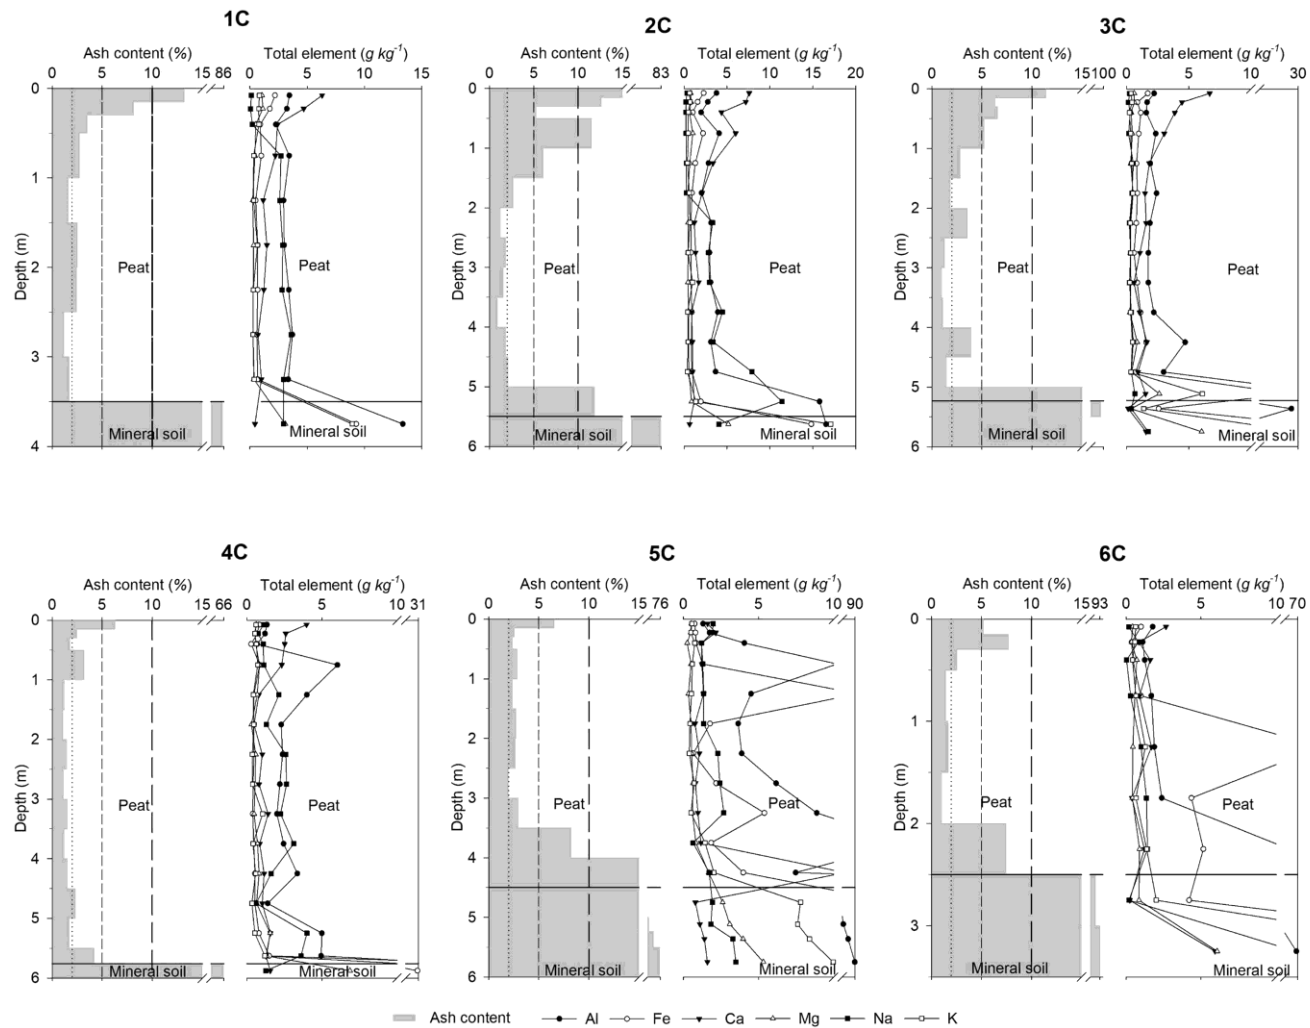 1C
Ash content (%) Total element (g kg-1)
0 5 10 15 86 0 5 10 15
0
1
2
3
4
Depth (m)
Peat
Peat
Mineral soil
Mineral soil
2C
Ash content (%) Total element (g kg-1)
0 5 10 15 83 0 5 10 15 20
0
1
2
3
4
5
6
Depth (m)
Peat
Peat
Mineral soil
Mineral soil
3C
Ash content (%) Total element (g kg-1)
0 5 10 15 100 0 5 10 30
0
1
2
3
4
5
6
Depth (m)
Peat
Peat
Mineral soil
Mineral soil
4C
Ash content (%) Total element (g kg-1)
0 5 10 15 66 0 5 10 31
0
1
2
3
4
5
6
Depth (m)
Peat
Peat
Mineral soil
Mineral soil
5C
Ash content (%) Total element (g kg-1)
0 5 10 15 76 0 5 10 90
0
1
2
3
4
5
6
Depth (m)
Peat
Peat
Mineral soil
6C
Ash content (%) Total element (g kg-1)
0 5 10 15 93 0 5 10 70
0
1
2
3
Depth (m)
Peat
Peat
Mineral soil
Mineral soil
Ash content Al Fe Ca Mg Na K